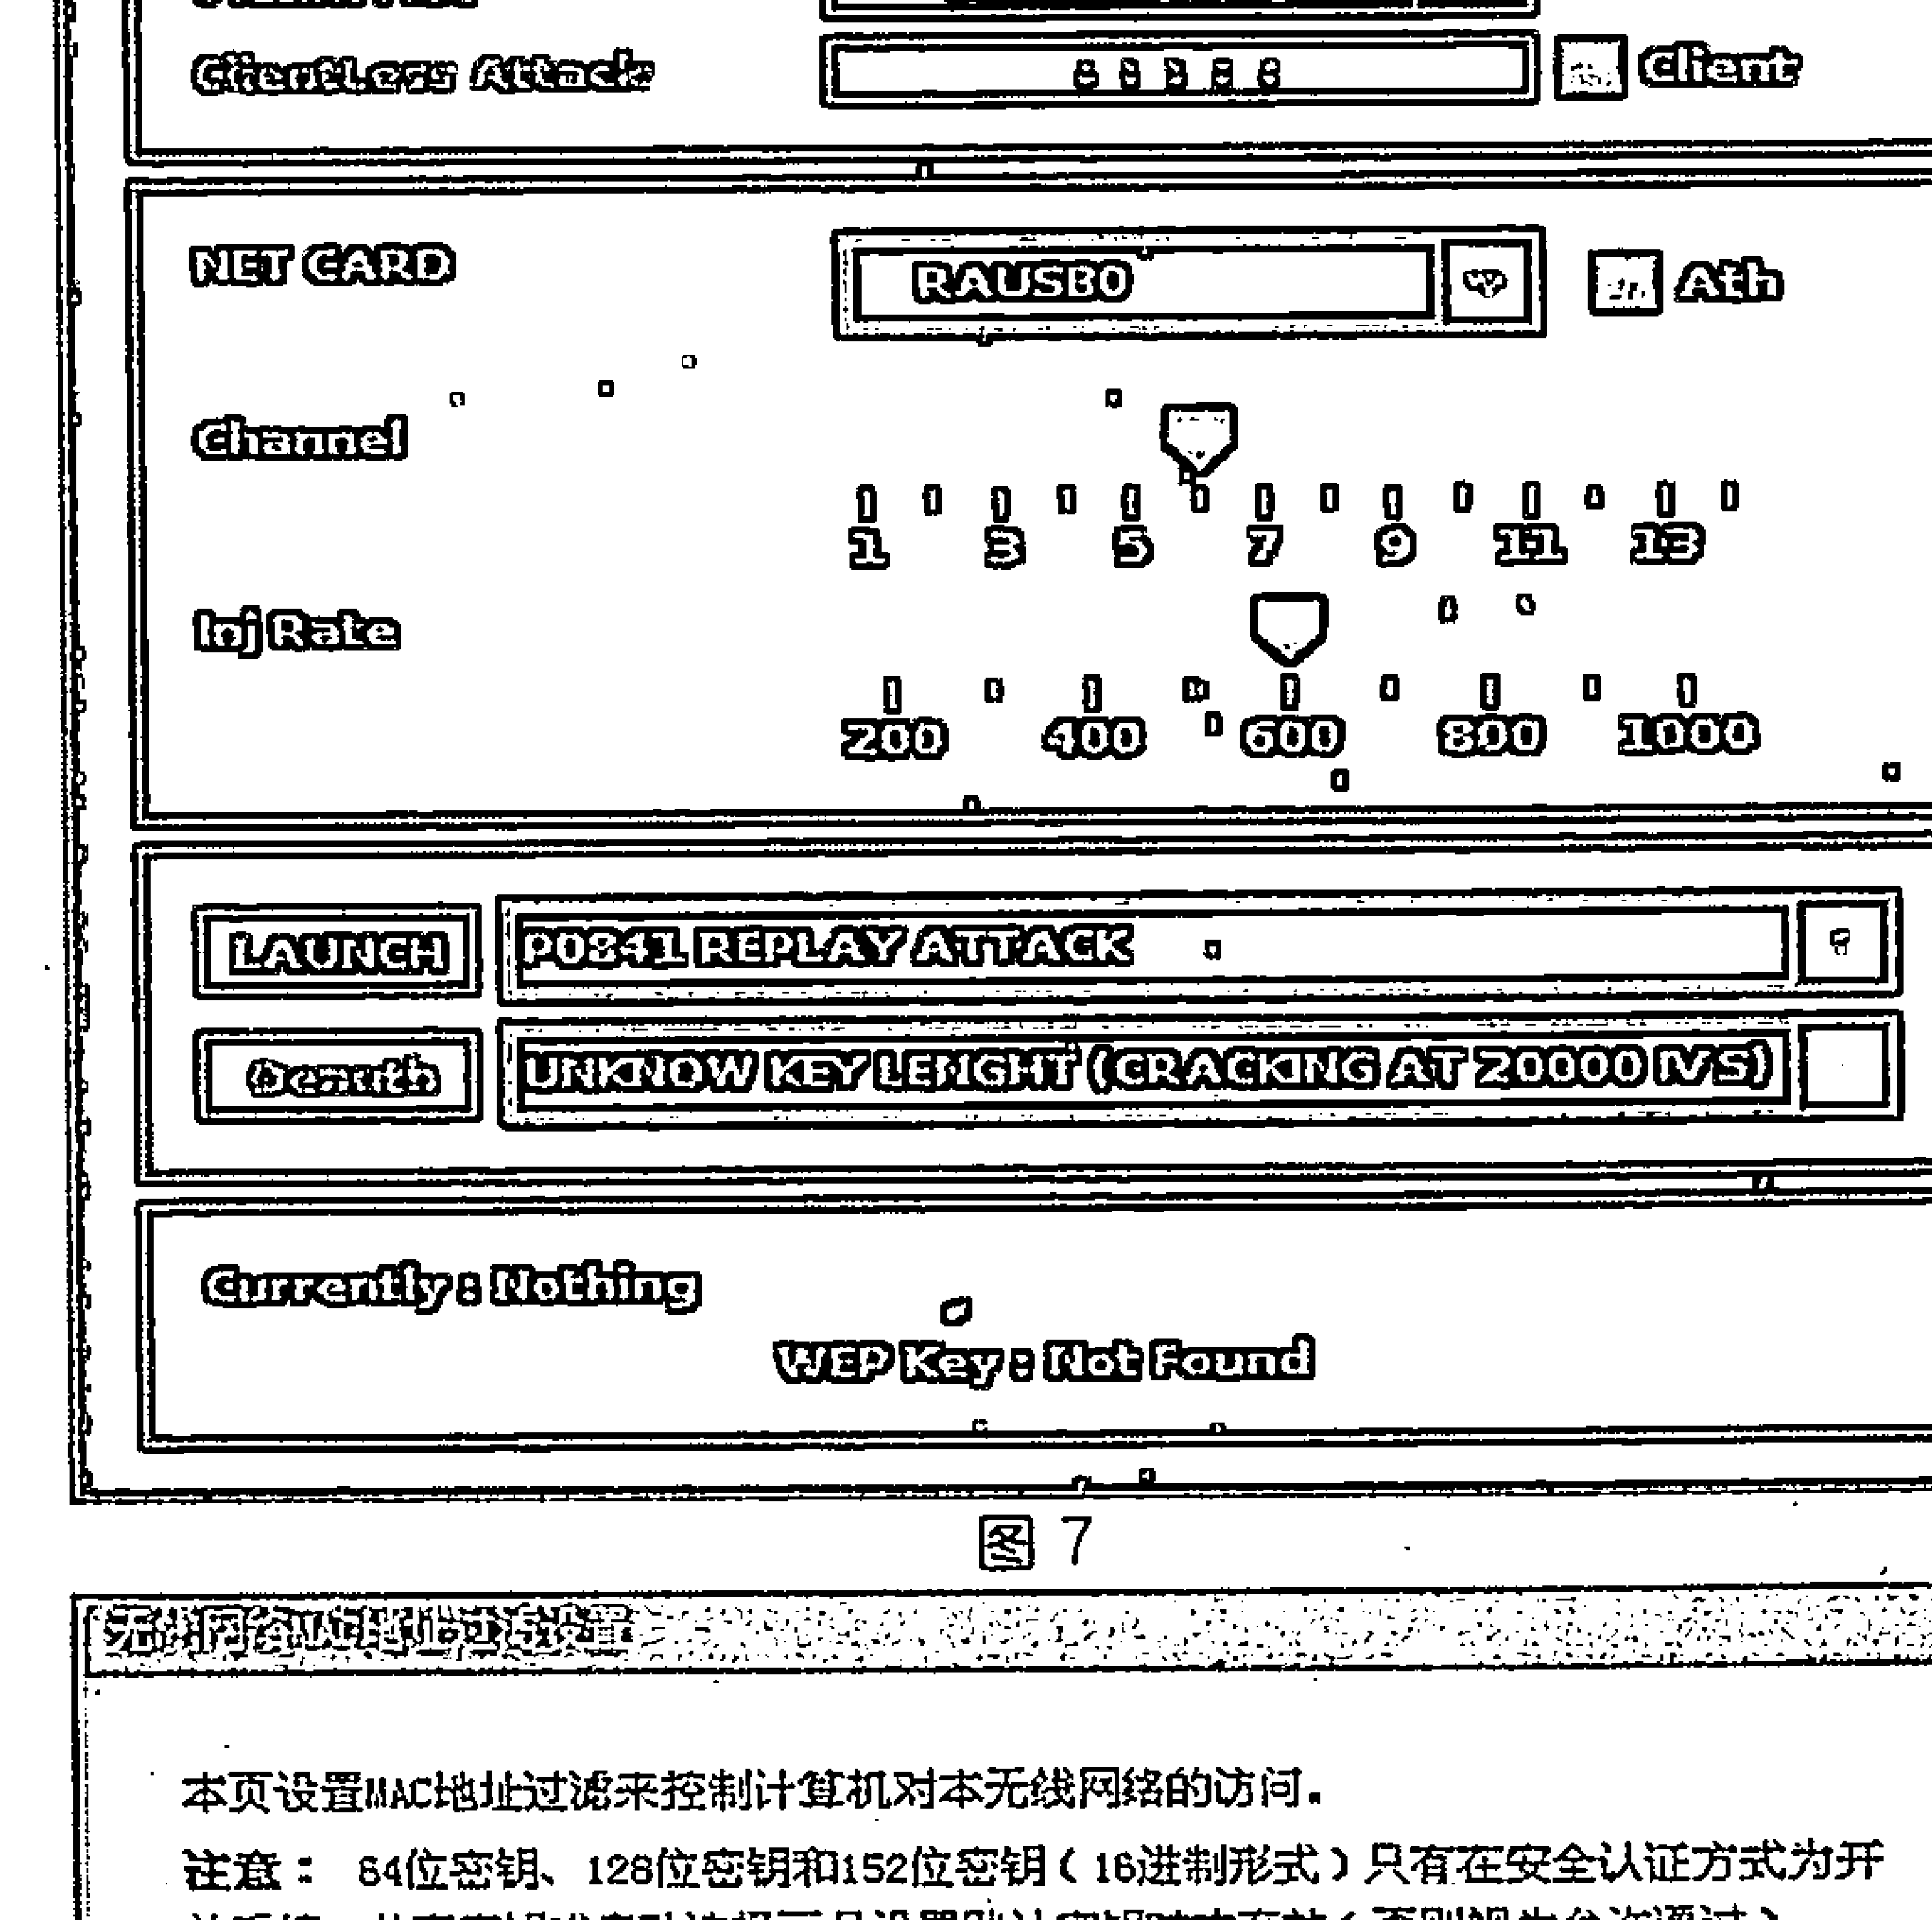 ClientLess Attack Client
NET CARD RAUSB0 Ath
Channel
1 3 5 7 9 11 13
Inj Rate
200 400 600 800 1000
LAUNCH P0841 REPLAY ATTACK
UNKNOW KEY LENGHT (CRACKING AT 20000 IVS)
Currently : Nothing
WEP Key : Not Found
图 7
无线网络MAC地址过滤设置
本页设置MAC地址过滤来控制计算机对本无线网络的访问.
注意： 64位密钥、128位密钥和152位密钥(16进制形式)只有在安全认证方式为开